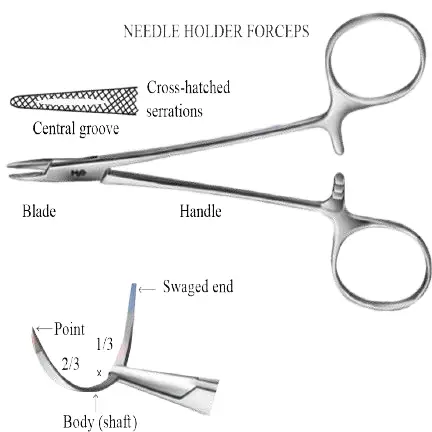 NEEDLE HOLDER FORCEPS
Cross-hatched
serrations
Central groove
Blade
Handle
Swaged end
Point
1/3
2/3
x
Body (shaft)